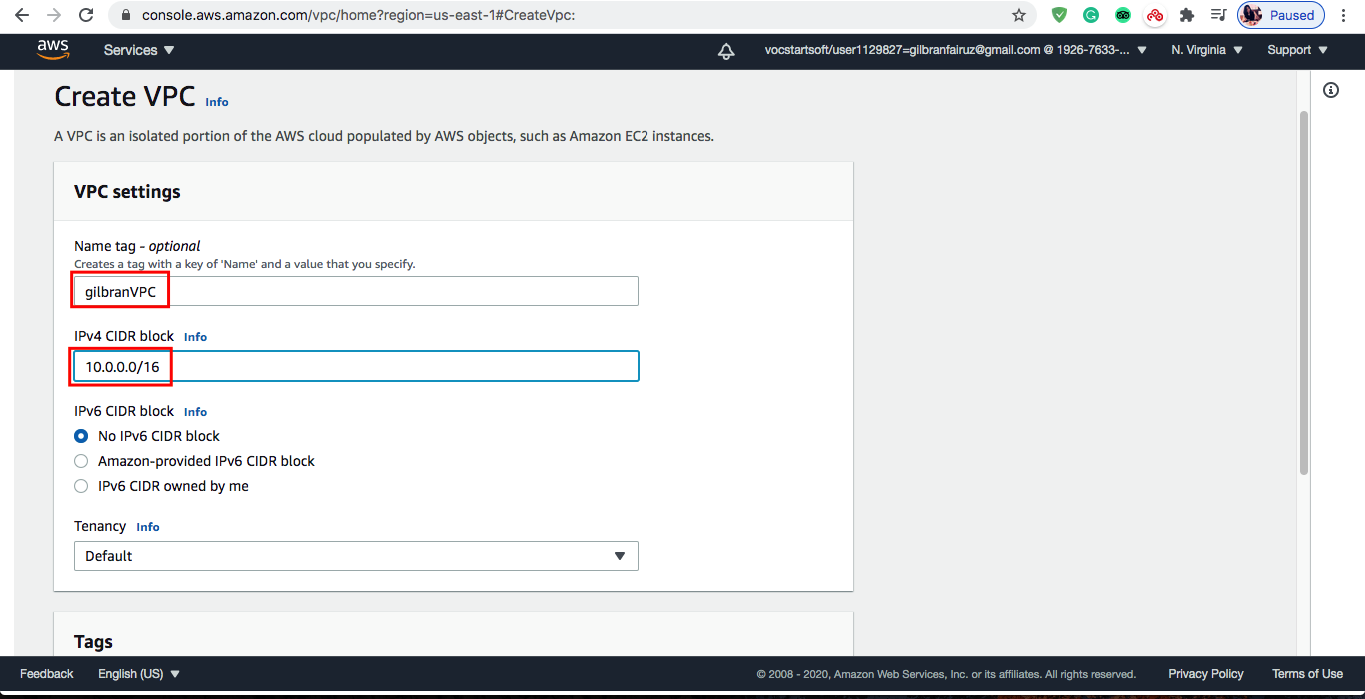 console.aws.amazon.com/vpc/home?region=us-east-1#CreateVpc:
Paused
aws
Services
vocstartsoft/user1129827=gilbranfairuz@gmail.com @ 1926-7633-...
N. Virginia
Support
Create VPC Info
A VPC is an isolated portion of the AWS cloud populated by AWS objects, such as Amazon EC2 instances.
VPC settings
Name tag - optional
Creates a tag with a key of 'Name' and a value that you specify.
gilbranVPC
IPv4 CIDR block Info
10.0.0.0/16
IPv6 CIDR block Info
No IPv6 CIDR block
Amazon-provided IPv6 CIDR block
IPv6 CIDR owned by me
Tenancy Info
Default
Tags
Feedback
English (US)
© 2008 - 2020, Amazon Web Services, Inc. or its affiliates. All rights reserved.
Privacy Policy
Terms of Use